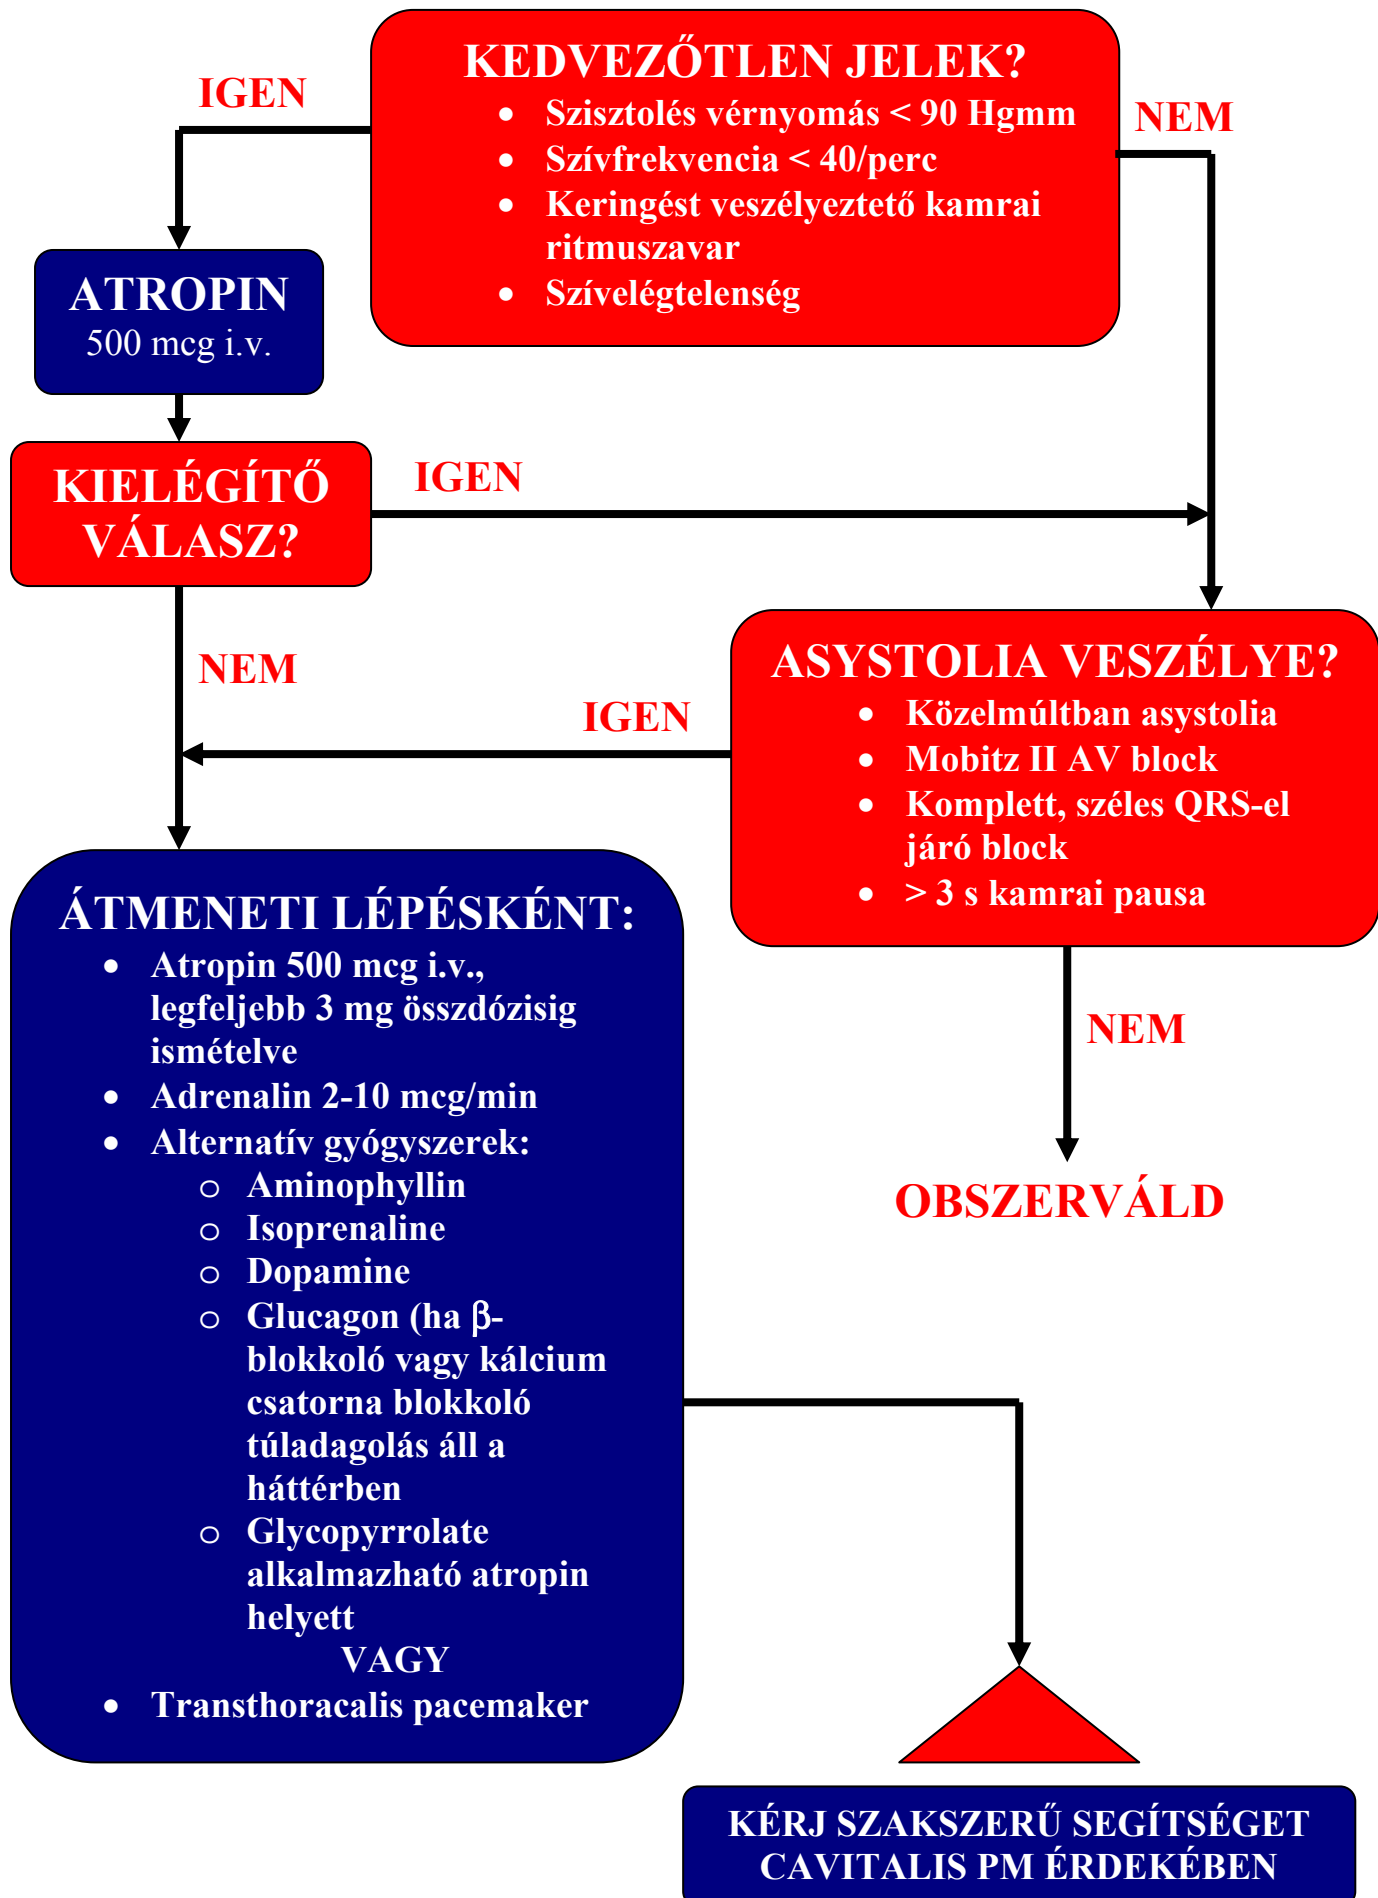 KEDVEZŐTLEN JELEK?
• Szisztolés vérnyomás < 90 Hgmm
• Szívfrekvencia < 40/perc
• Keringést veszélyeztető kamrai
ritmuszavar
• Szívelégtelenség
IGEN
NEM
ATROPIN
500 mcg i.v.
KIELÉGÍTŐ
VÁLASZ?
IGEN
NEM
ASYSTOLIA VESZÉLYE?
• Közelmúltban asystolia
• Mobitz II AV block
• Komplett, széles QRS-el
járó block
• > 3 s kamrai pausa
IGEN
NEM
OBSZERVÁLD
ÁTMENETI LÉPÉSKÉNT:
• Atropin 500 mcg i.v.,
legfeljebb 3 mg összdózisig
ismételve
• Adrenalin 2-10 mcg/min
• Alternatív gyógyszerek:
o Aminophyllin
o Isoprenaline
o Dopamine
o Glucagon (ha β-
blokkoló vagy kálcium
csatorna blokkoló
túladagolás áll a
háttérben
o Glycopyrrolate
alkalmazható atropin
helyett
VAGY
• Transthoracalis pacemaker
KÉRJ SZAKSZERŰ SEGÍTSÉGET
CAVITALIS PM ÉRDEKÉBEN